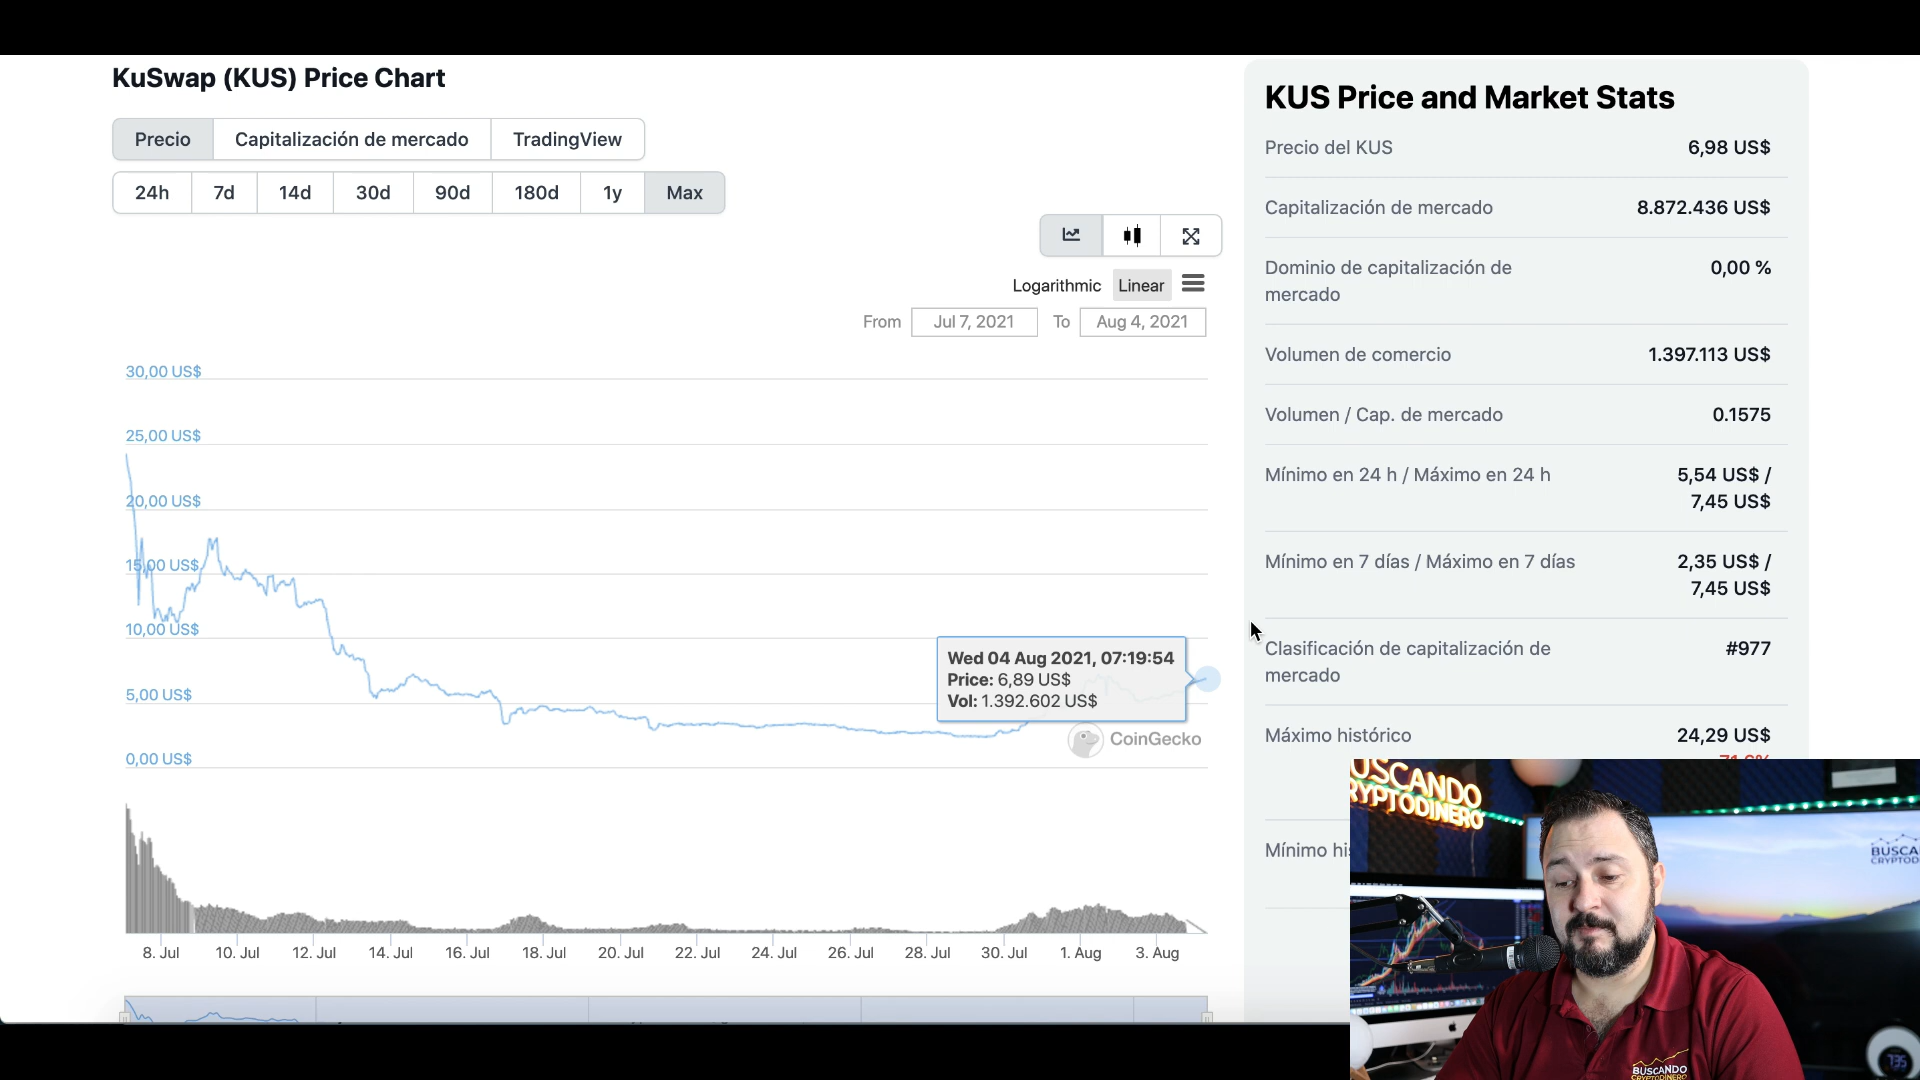 KuSwap (KUS) Price Chart
Precio
Capitalización de mercado
TradingView
24h
7d
14d
30d
90d
180d
1y
Max
Logarithmic
Linear
From
Jul 7, 2021
To
Aug 4, 2021
30,00 US$
25,00 US$
20,00 US$
15,00 US$
10,00 US$
5,00 US$
0,00 US$
Wed 04 Aug 2021, 07:19:54
Price: 6,89 US$
Vol: 1.392.602 US$
CoinGecko
8. Jul
10. Jul
12. Jul
14. Jul
16. Jul
18. Jul
20. Jul
22. Jul
24. Jul
26. Jul
28. Jul
30. Jul
1. Aug
3. Aug
KUS Price and Market Stats
Precio del KUS
6,98 US$
Capitalización de mercado
8.872.436 US$
Dominio de capitalización de
mercado
0,00 %
Volumen de comercio
1.397.113 US$
Volumen / Cap. de mercado
0.1575
Mínimo en 24 h / Máximo en 24 h
5,54 US$ /
7,45 US$
Mínimo en 7 días / Máximo en 7 días
2,35 US$ /
7,45 US$
Clasificación de capitalización de
mercado
#977
Máximo histórico
24,29 US$
Mínimo his
USCANDO
RYPTODINERO
BUSCA
CRYPTOD
BUSCANDO
CRYPTODINERO